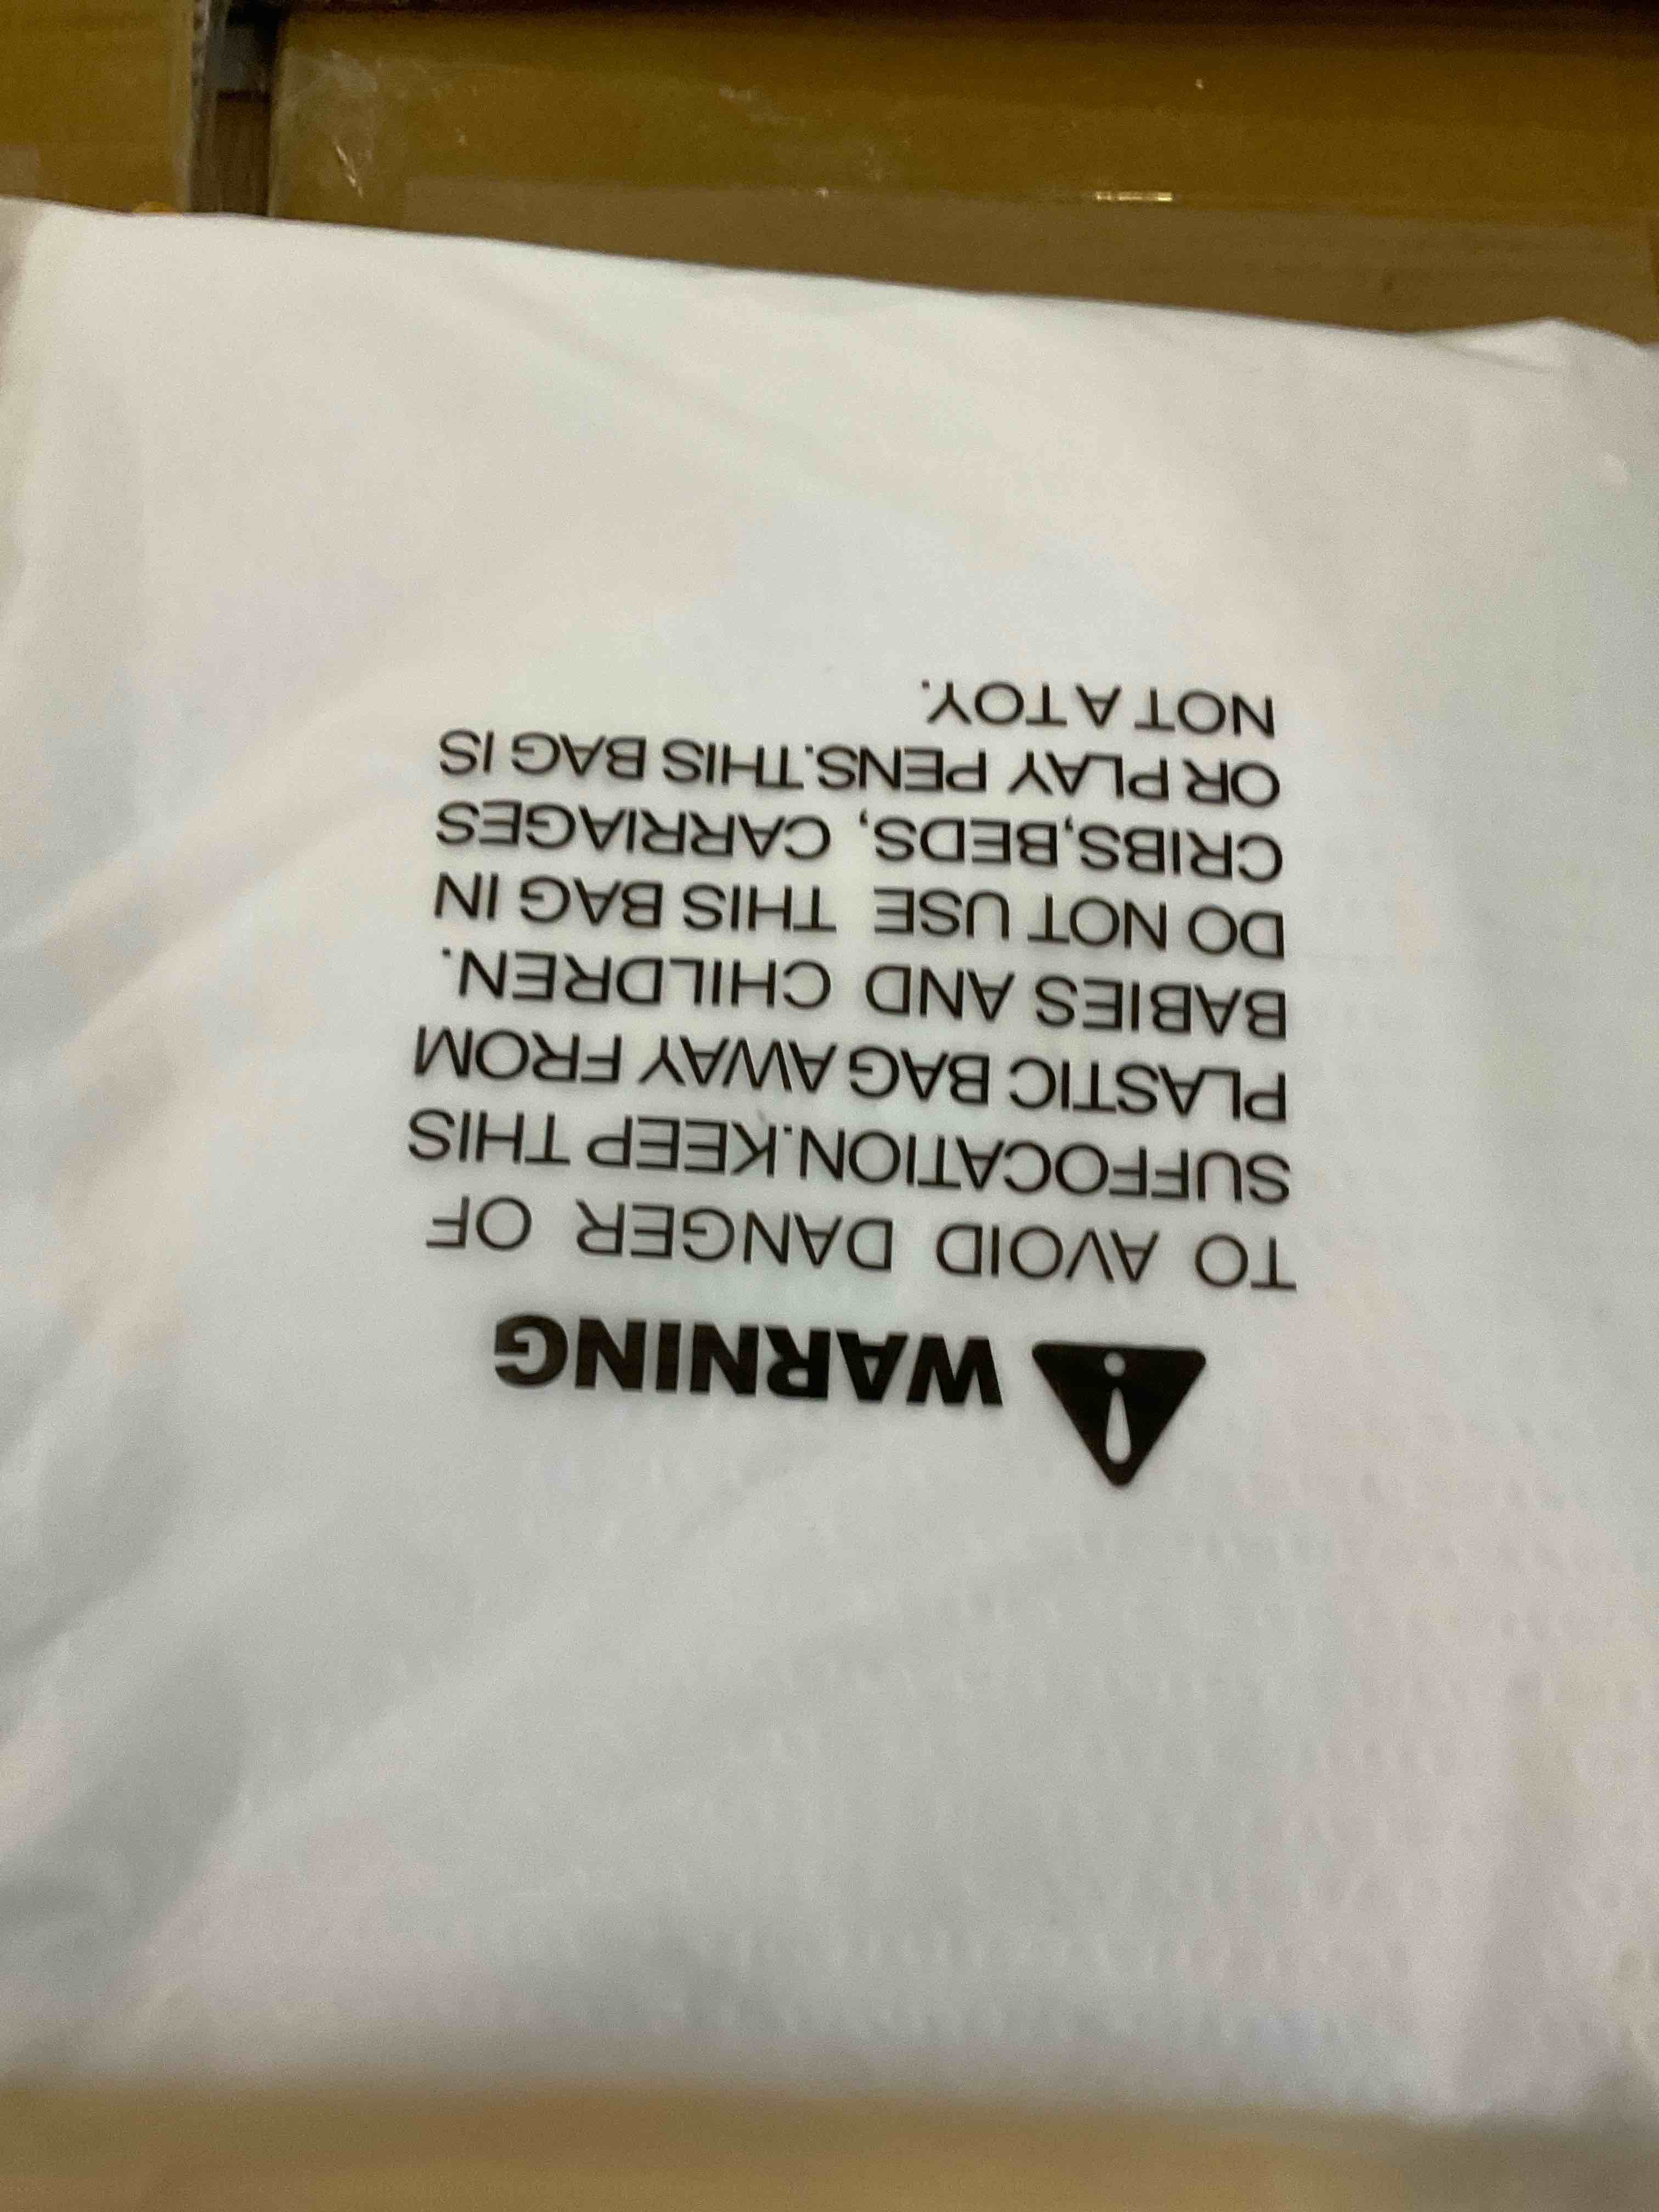 WARNING
TO AVOID DANGER OF
SUFFOCATION.KEEP THIS
PLASTIC BAG AWAY FROM
BABIES AND CHILDREN.
DO NOT USE THIS BAG IN
CRIBS,BEDS, CARRIAGES
OR PLAY PENS.THIS BAG IS
NOT A TOY.